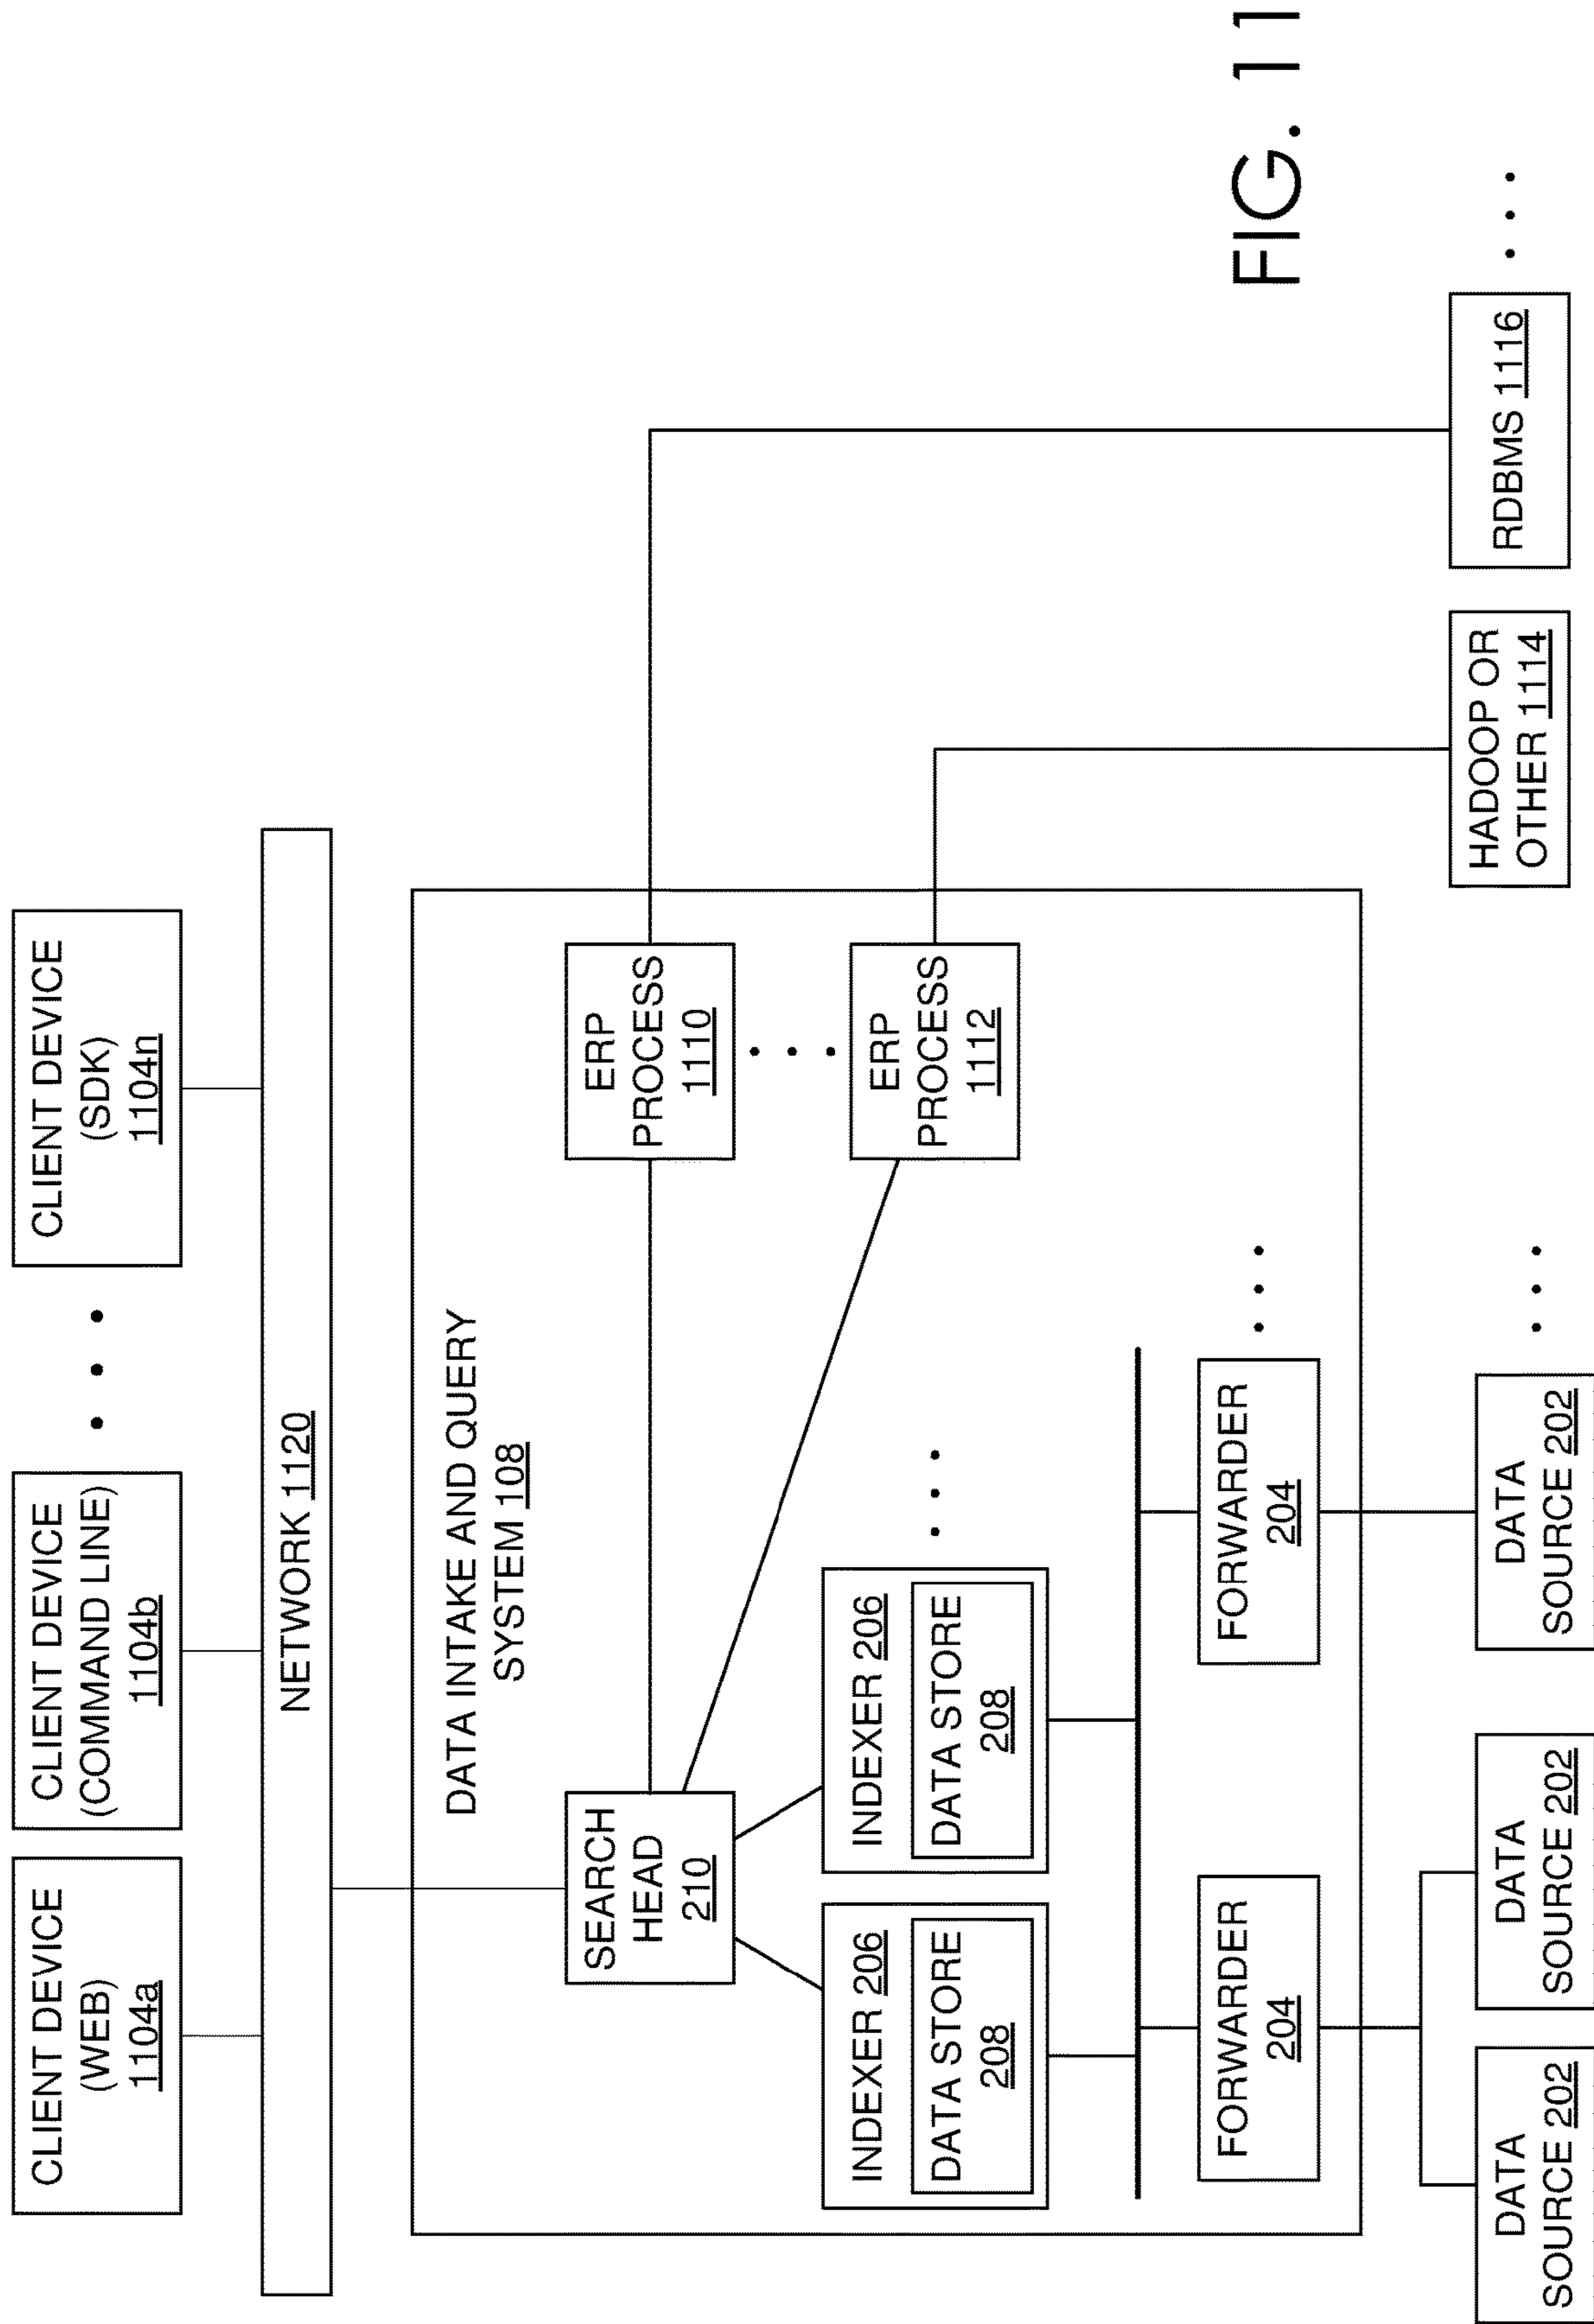 CLIENT DEVICE
(WEB)
1104a
CLIENT DEVICE
(COMMAND LINE)
1104b
CLIENT DEVICE
(SDK)
1104n
NETWORK 1120
DATA INTAKE AND QUERY
SYSTEM 108
SEARCH
HEAD
210
ERP
PROCESS
1110
ERP
PROCESS
1112
INDEXER 206
DATA STORE
208
INDEXER 206
DATA STORE
208
FORWARDER
204
FORWARDER
204
DATA
SOURCE 202
DATA
SOURCE 202
DATA
SOURCE 202
HADOOP OR
OTHER 1114
RDBMS 1116
FIG. 11